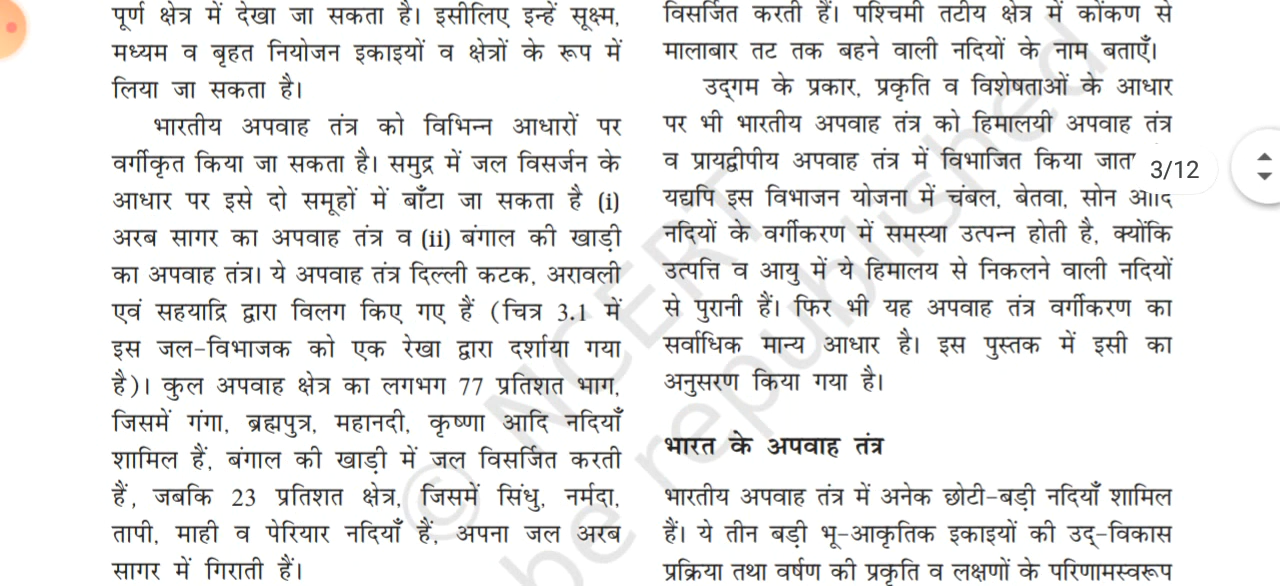 पूर्ण क्षेत्र में देखा जा सकता है। इसीलिए इन्हें सूक्ष्म,
मध्यम व बृहत नियोजन इकाइयों व क्षेत्रों के रूप में
लिया जा सकता है।
भारतीय अपवाह तंत्र को विभिन्न आधारों पर
वर्गीकृत किया जा सकता है। समुद्र में जल विसर्जन के
आधार पर इसे दो समूहों में बाँटा जा सकता है (i)
अरब सागर का अपवाह तंत्र व (ii) बंगाल की खाड़ी
का अपवाह तंत्र। ये अपवाह तंत्र दिल्ली कटक, अरावली
एवं सहयाद्रि द्वारा विलग किए गए हैं (चित्र 3.1 में
इस जल-विभाजक को एक रेखा द्वारा दर्शाया गया
है)। कुल अपवाह क्षेत्र का लगभग 77 प्रतिशत भाग,
जिसमें गंगा, ब्रह्मपुत्र, महानदी, कृष्णा आदि नदियाँ
शामिल हैं, बंगाल की खाड़ी में जल विसर्जित करती
हैं, जबकि 23 प्रतिशत क्षेत्र, जिसमें सिंधु, नर्मदा,
तापी, माही व पेरियार नदियाँ हैं, अपना जल अरब
सागर में गिराती हैं।
विसर्जित करती हैं। पश्चिमी तटीय क्षेत्र में कोंकण से
मालाबार तट तक बहने वाली नदियों के नाम बताएँ।
उद्गम के प्रकार, प्रकृति व विशेषताओं के आधार
पर भी भारतीय अपवाह तंत्र को हिमालयी अपवाह तंत्र
व प्रायद्वीपीय अपवाह तंत्र में विभाजित किया जात
यद्यपि इस विभाजन योजना में चंबल, बेतवा, सोन आदि
नदियों के वर्गीकरण में समस्या उत्पन्न होती है, क्योंकि
उत्पत्ति व आयु में ये हिमालय से निकलने वाली नदियों
से पुरानी हैं। फिर भी यह अपवाह तंत्र वर्गीकरण का
सर्वाधिक मान्य आधार है। इस पुस्तक में इसी का
अनुसरण किया गया है।
भारत के अपवाह तंत्र
भारतीय अपवाह तंत्र में अनेक छोटी-बड़ी नदियाँ शामिल
हैं। ये तीन बड़ी भू-आकृतिक इकाइयों की उद्-विकास
प्रक्रिया तथा वर्षण की प्रकृति व लक्षणों के परिणामस्वरूप
3/12
© NCERT
be republished